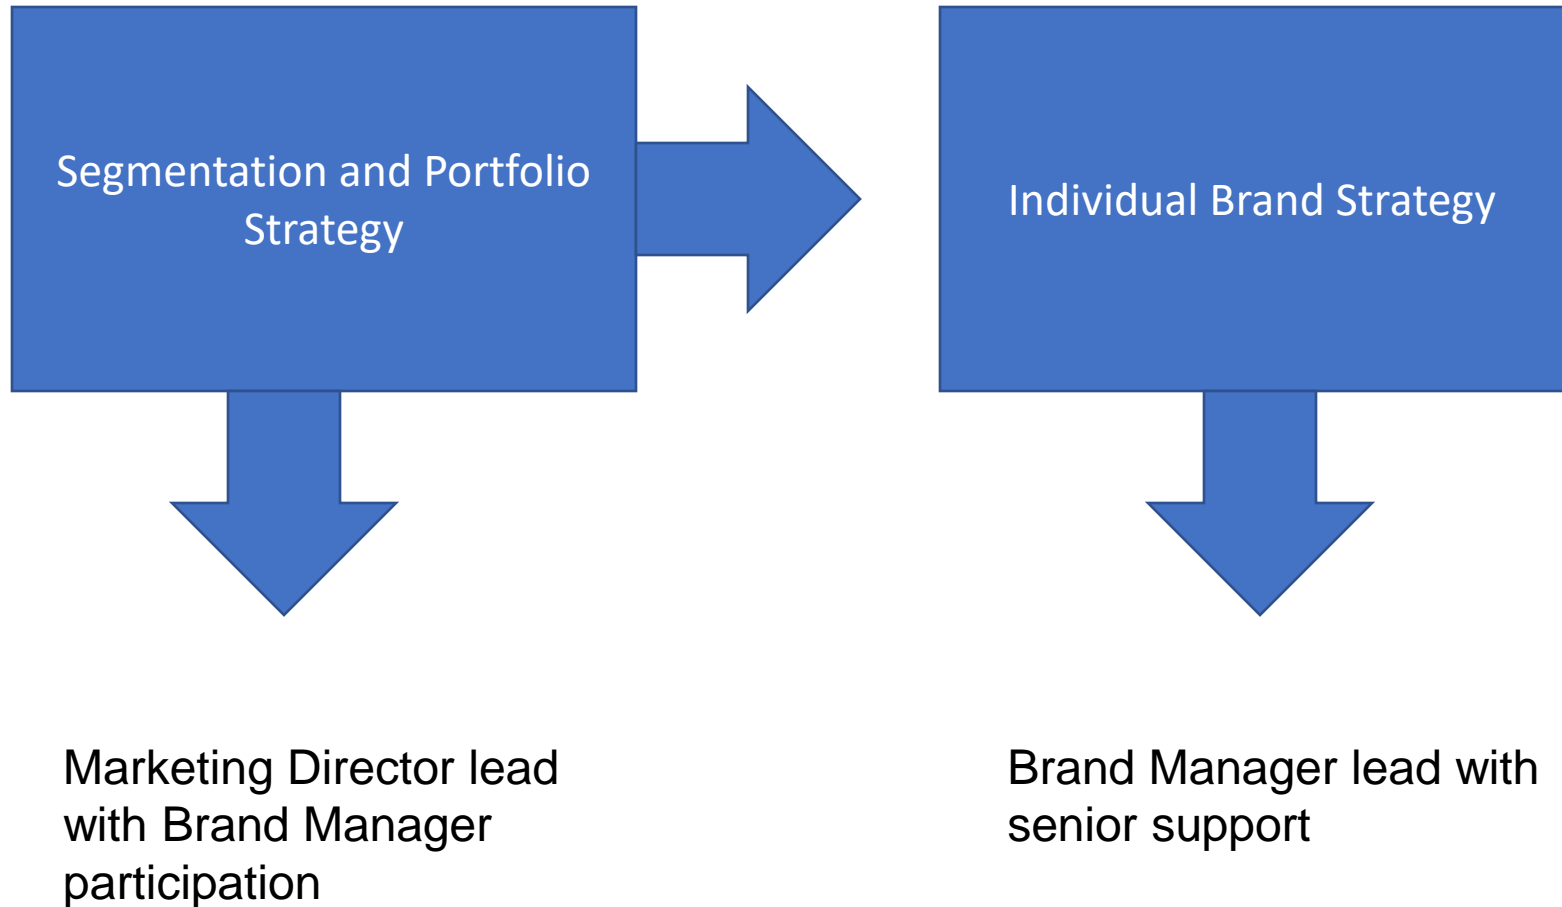 Segmentation and Portfolio
Strategy
Individual Brand Strategy
Marketing Director lead
with Brand Manager
participation
Brand Manager lead with
senior support